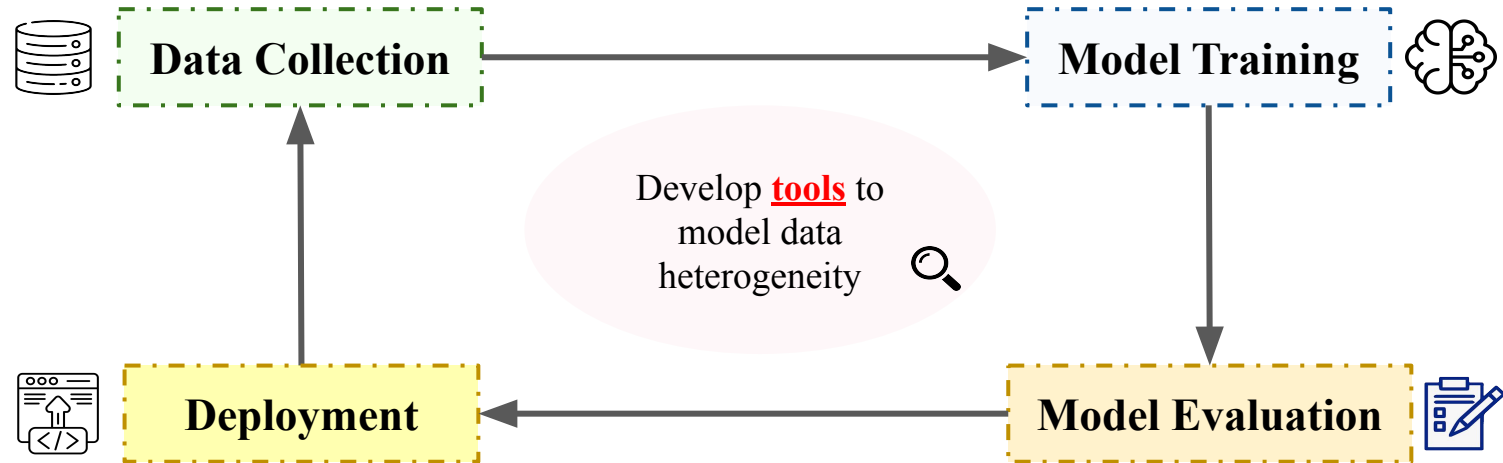 Data Collection
Model Training
Develop tools to
model data
heterogeneity
Deployment
Model Evaluation